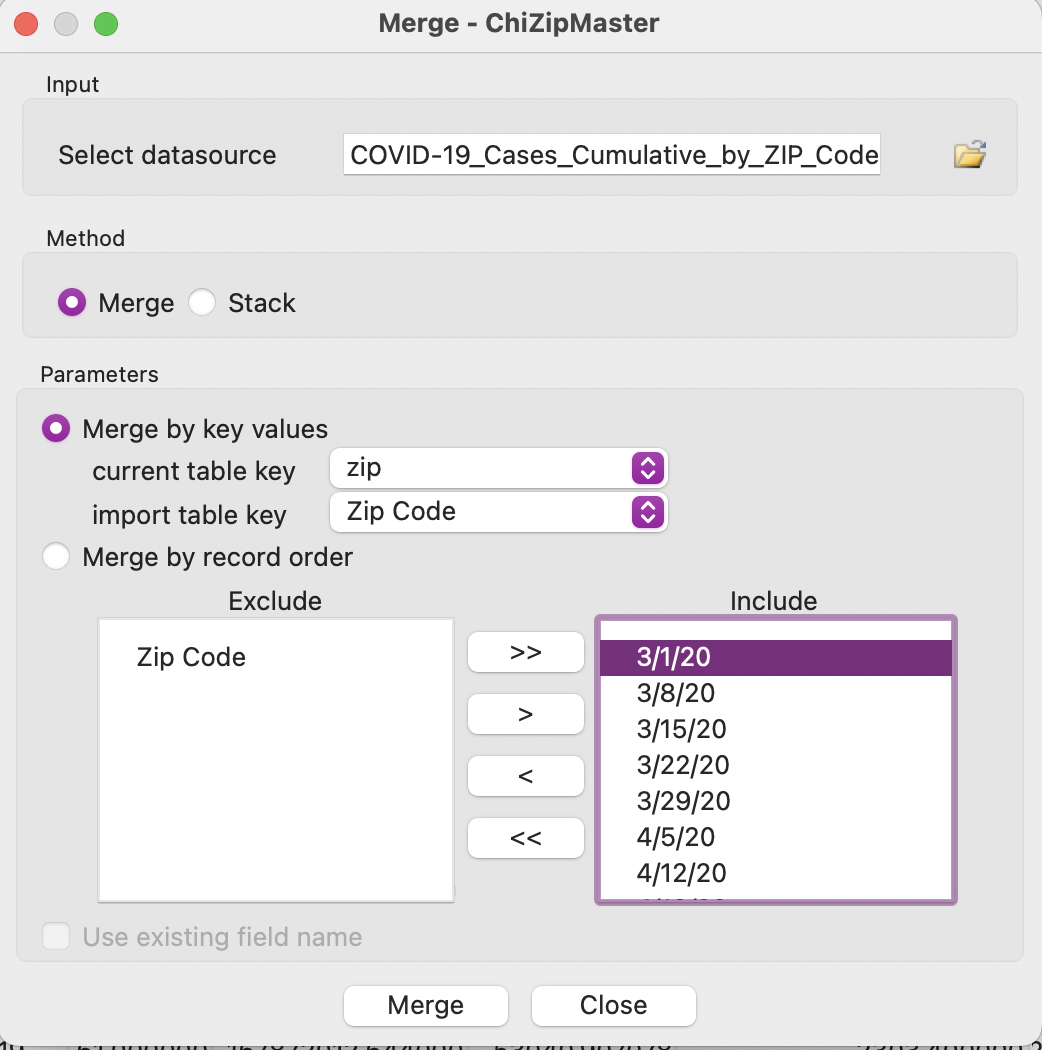 Merge - ChiZipMaster
Input
Select datasource
COVID-19_Cases_Cumulative_by_ZIP_Code
Method
Merge
Stack
Parameters
Merge by key values
current table key
zip
import table key
Zip Code
Merge by record order
Exclude
Include
Zip Code
>>
>
<
<<
3/1/20
3/8/20
3/15/20
3/22/20
3/29/20
4/5/20
4/12/20
Use existing field name
Merge
Close